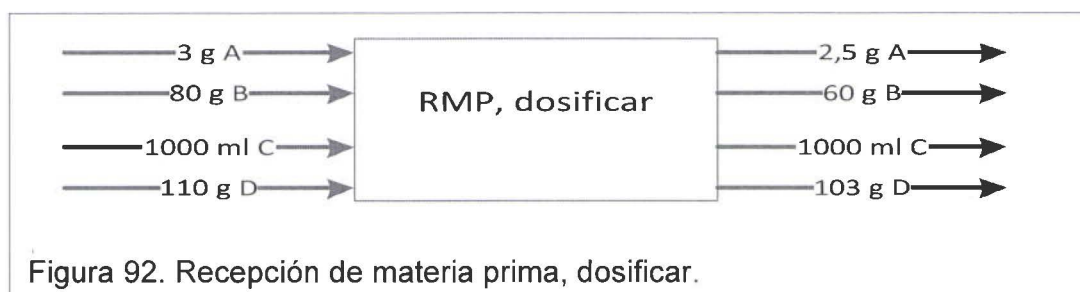 3 g A
2,5 g A
80 g B
RMP, dosificar
60 g B
1000 ml C
1000 ml C
110 g D
103 g D
Figura 92. Recepción de materia prima, dosificar.